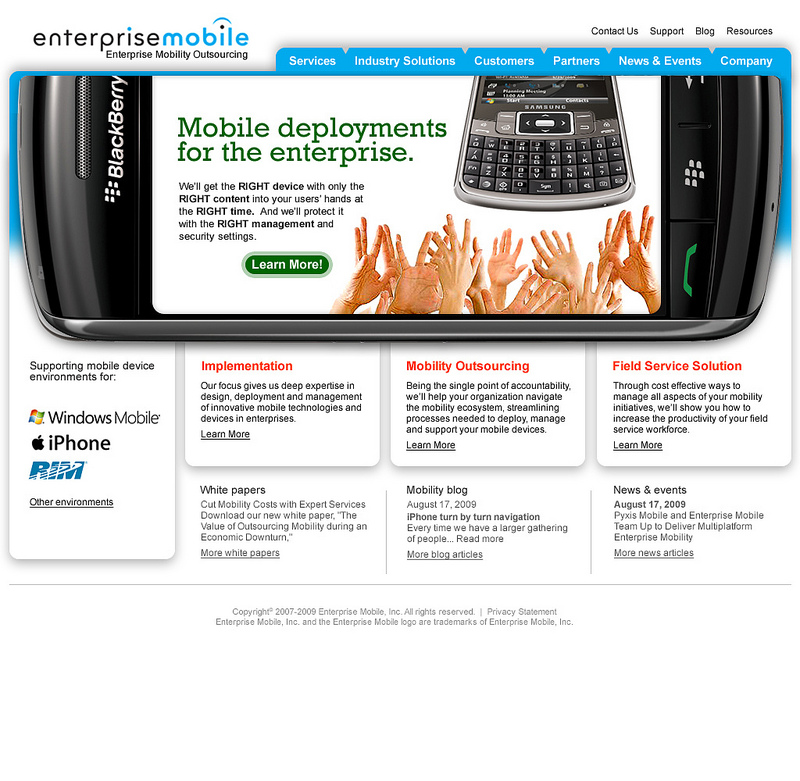 enterprisemobile
Enterprise Mobility Outsourcing
Contact Us Support Blog Resources
Services Industry Solutions Customers Partners News & Events Company
BlackBerry
Planning Meeting
Start Contacts
SAMSUNG
Sym
Mobile deployments
for the enterprise.
We'll get the RIGHT device with only the
RIGHT content into your users' hands at
the RIGHT time. And we'll protect it
with the RIGHT management and
security settings.
Learn More!
Supporting mobile device
environments for:
Windows Mobile
iPhone
RIM
Other environments
Implementation
Our focus gives us deep expertise in
design, deployment and management
of innovative mobile technologies and
devices in enterprises.
Learn More
Mobility Outsourcing
Being the single point of accountability,
we'll help your organization navigate
the mobility ecosystem, streamlining
processes needed to deploy, manage
and support your mobile devices.
Learn More
Field Service Solution
Through cost effective ways to
manage all aspects of your mobility
initiatives, we'll show you how to
increase the productivity of your field
service workforce.
Learn More
White papers
Cut Mobility Costs with Expert Services
Download our new white paper, "The
Value of Outsourcing Mobility during an
Economic Downturn,"
More white papers
Mobility blog
August 17, 2009
iPhone turn by turn navigation
Every time we have a larger gathering
of people... Read more
More blog articles
News & events
August 17, 2009
Pyxis Mobile and Enterprise Mobile
Team Up to Deliver Multiplatform
Enterprise Mobility
More news articles
Copyright© 2007-2009 Enterprise Mobile, Inc. All rights reserved. | Privacy Statement
Enterprise Mobile, Inc. and the Enterprise Mobile logo are trademarks of Enterprise Mobile, Inc.